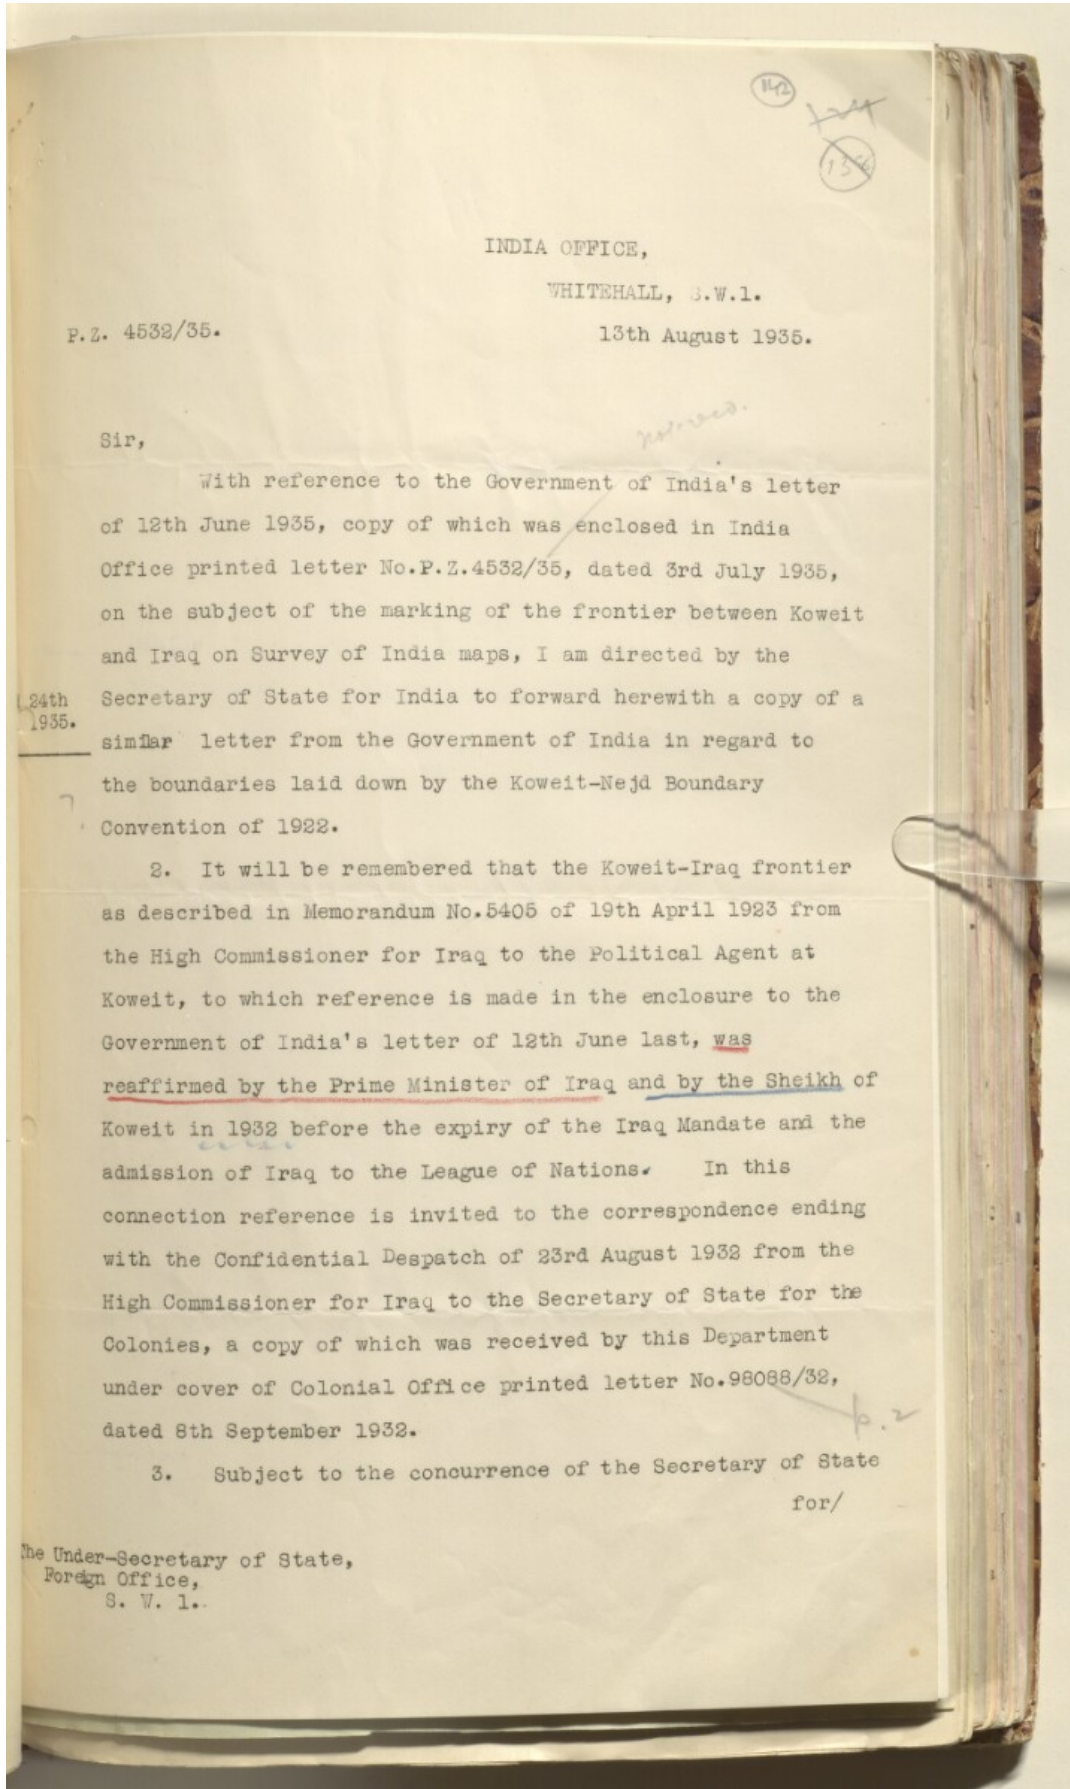 142
INDIA OFFICE,
WHITEHALL, S.W.1.
P.Z. 4532/35.
13th August 1935.
Sir,
With reference to the Government of India's letter
of 12th June 1935, copy of which was enclosed in India
Office printed letter No.P.Z.4532/35, dated 3rd July 1935,
on the subject of the marking of the frontier between Koweit
and Iraq on Survey of India maps, I am directed by the
24th
1935.
Secretary of State for India to forward herewith a copy of a
similar letter from the Government of India in regard to
the boundaries laid down by the Koweit-Nejd Boundary
Convention of 1922.
2. It will be remembered that the Koweit-Iraq frontier
as described in Memorandum No.5405 of 19th April 1923 from
the High Commissioner for Iraq to the Political Agent at
Koweit, to which reference is made in the enclosure to the
Government of India's letter of 12th June last, was
reaffirmed by the Prime Minister of Iraq and by the Sheikh of
Koweit in 1932 before the expiry of the Iraq Mandate and the
admission of Iraq to the League of Nations. In this
connection reference is invited to the correspondence ending
with the Confidential Despatch of 23rd August 1932 from the
High Commissioner for Iraq to the Secretary of State for the
Colonies, a copy of which was received by this Department
under cover of Colonial Office printed letter No.98088/32,
p.2
dated 8th September 1932.
3. Subject to the concurrence of the Secretary of State
for/
The Under-Secretary of State,
Foreign Office,
S. W. 1.